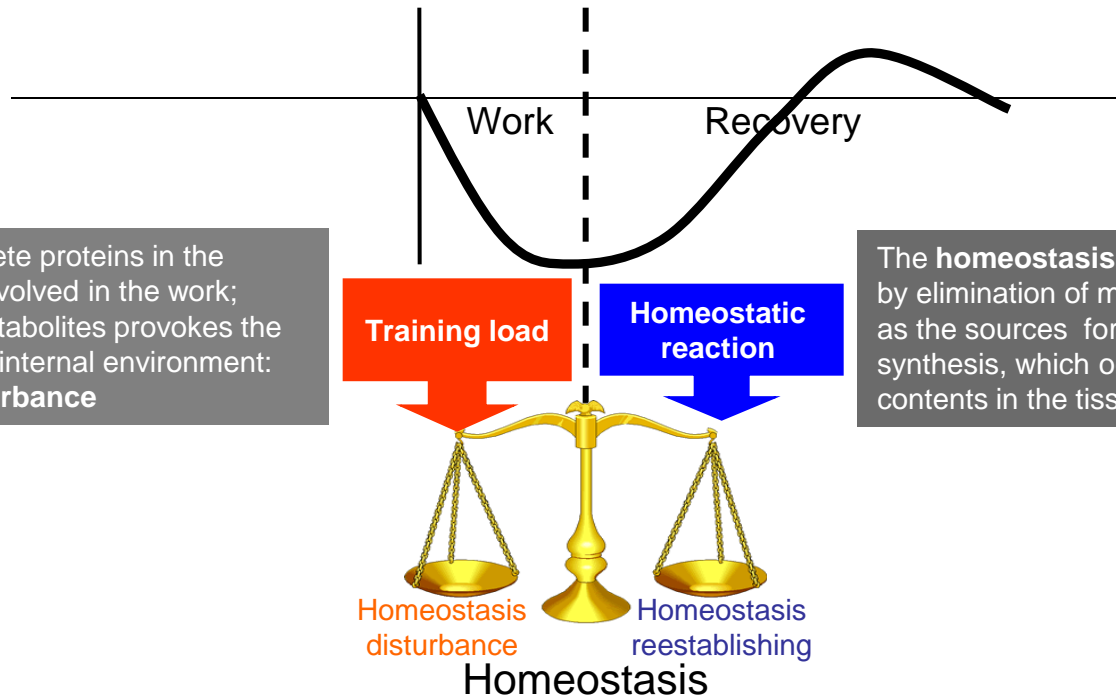 Work
Recovery
ete proteins in the
volved in the work;
tabolites provokes the
internal environment:
urbance
Training load
Homeostatic
reaction
The homeostasis
by elimination of m
as the sources for
synthesis, which o
contents in the tiss
Homeostasis
disturbance
Homeostasis
reestablishing
Homeostasis